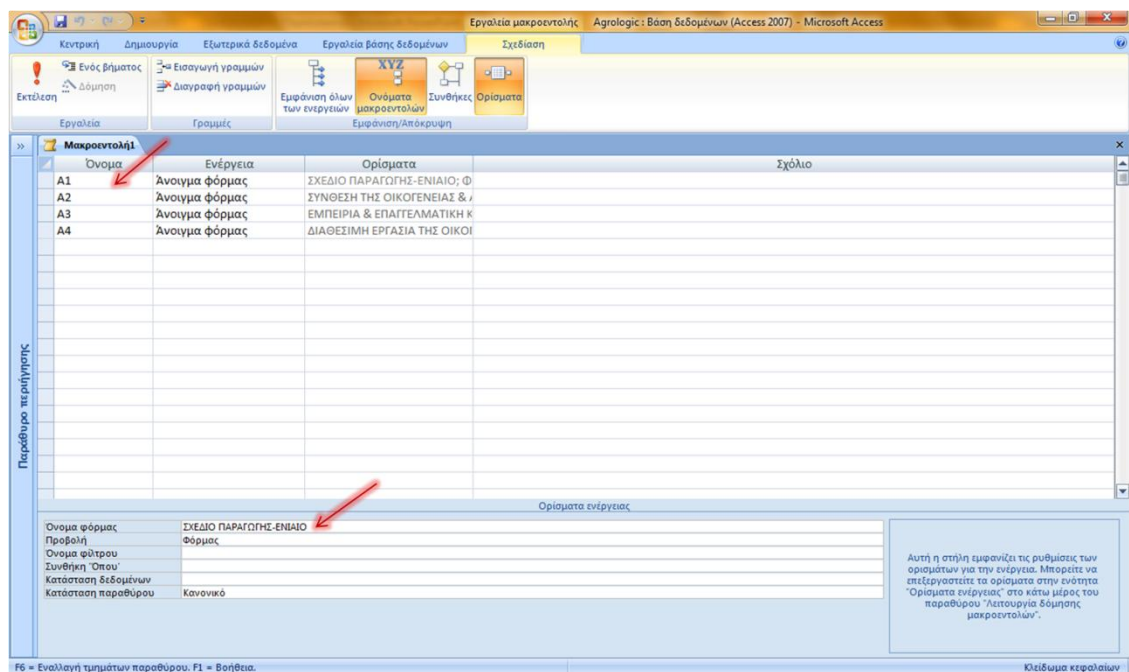 Εργαλεία μακροεντολής Agrologic : Βάση δεδομένων (Access 2007) - Microsoft Access
Κεντρική Δημιουργία Εξωτερικά δεδομένα Εργαλεία βάσης δεδομένων Σχεδίαση
Εκτέλεση
Ενός βήματος
Δόμηση
Εργαλεία
Εισαγωγή γραμμών
Διαγραφή γραμμών
Γραμμές
Εμφάνιση όλων των ενεργειών
XYZ
Ονόματα μακροεντολών
Συνθήκες
Ορίσματα
Εμφάνιση/Απόκρυψη
Μακροεντολή1
Όνομα Ενέργεια Ορίσματα Σχόλιο
A1 Άνοιγμα φόρμας ΣΧΕΔΙΟ ΠΑΡΑΓΩΓΗΣ-ΕΝΙΑΙΟ; Φ
A2 Άνοιγμα φόρμας ΣΥΝΘΕΣΗ ΤΗΣ ΟΙΚΟΓΕΝΕΙΑΣ &
A3 Άνοιγμα φόρμας ΕΜΠΕΙΡΙΑ & ΕΠΑΓΓΕΛΜΑΤΙΚΗ Κ
A4 Άνοιγμα φόρμας ΔΙΑΘΕΣΙΜΗ ΕΡΓΑΣΙΑ ΤΗΣ
Παράθυρο περιήγησης
Ορίσματα ενέργειας
Όνομα φόρμας ΣΧΕΔΙΟ ΠΑΡΑΓΩΓΗΣ-ΕΝΙΑΙΟ
Προβολή Φόρμας
Όνομα φίλτρου
Συνθήκη "Όπου"
Κατάσταση δεδομένων
Κατάσταση παραθύρου Κανονικό
Αυτή η στήλη εμφανίζει τις ρυθμίσεις των
ορισμάτων για την ενέργεια. Μπορείτε να
επεξεργαστείτε τα ορίσματα στην ενότητα
"Ορίσματα ενέργειας" στο κάτω μέρος του
παραθύρου "Λειτουργία δόμησης
μακροεντολών".
F6 = Εναλλαγή τμημάτων παραθύρου. F1 = Βοήθεια. Κλείδωμα κεφαλαίων